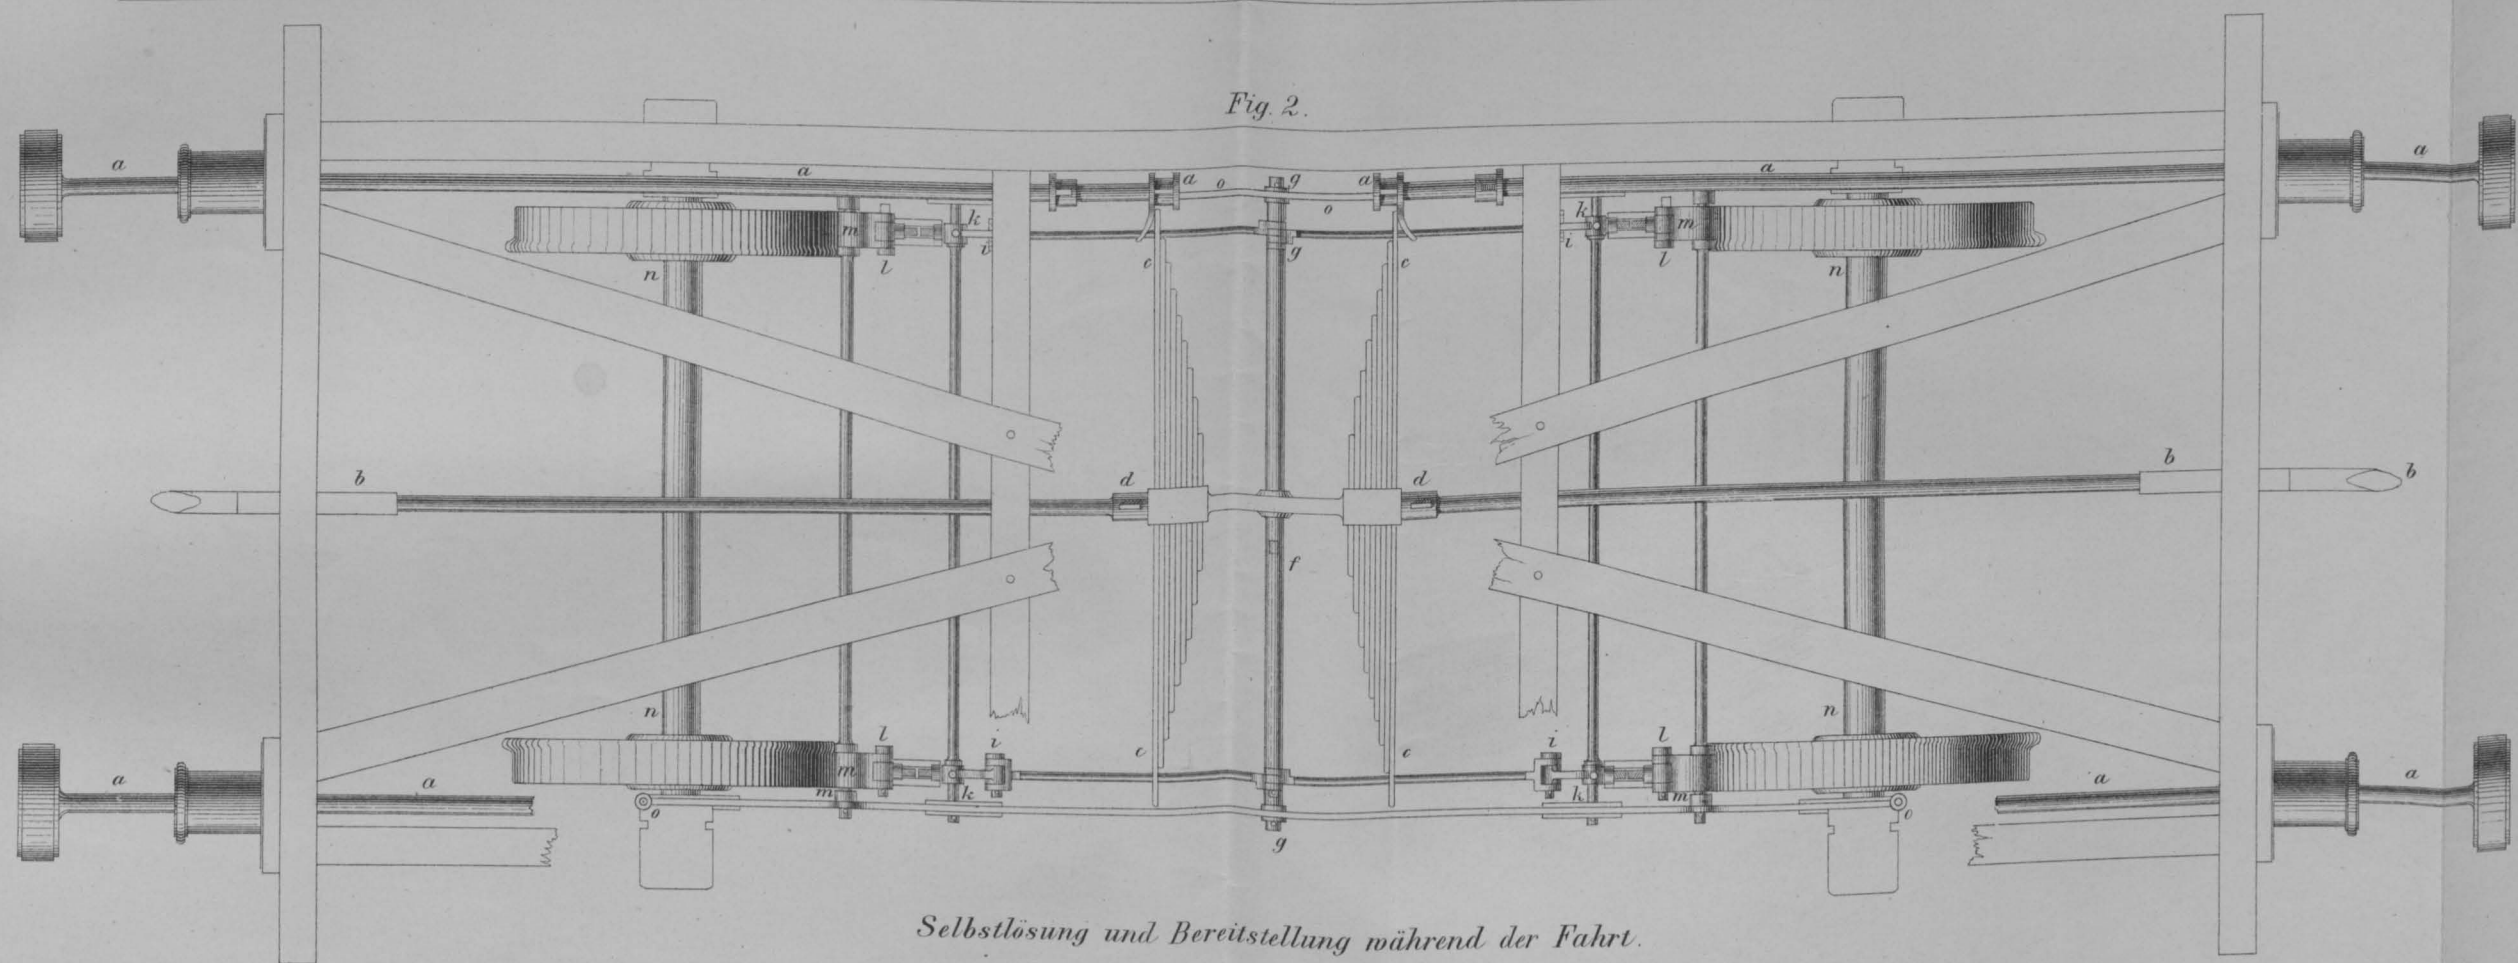 Fig. 2.
a a a o g a a a
o
m k k m
l i g g i l
n c c n
b d d b b
f
n l i c c i l n
a a m m k k m a a
o g o
Selbstlösung und Bereitstellung während der Fahrt.